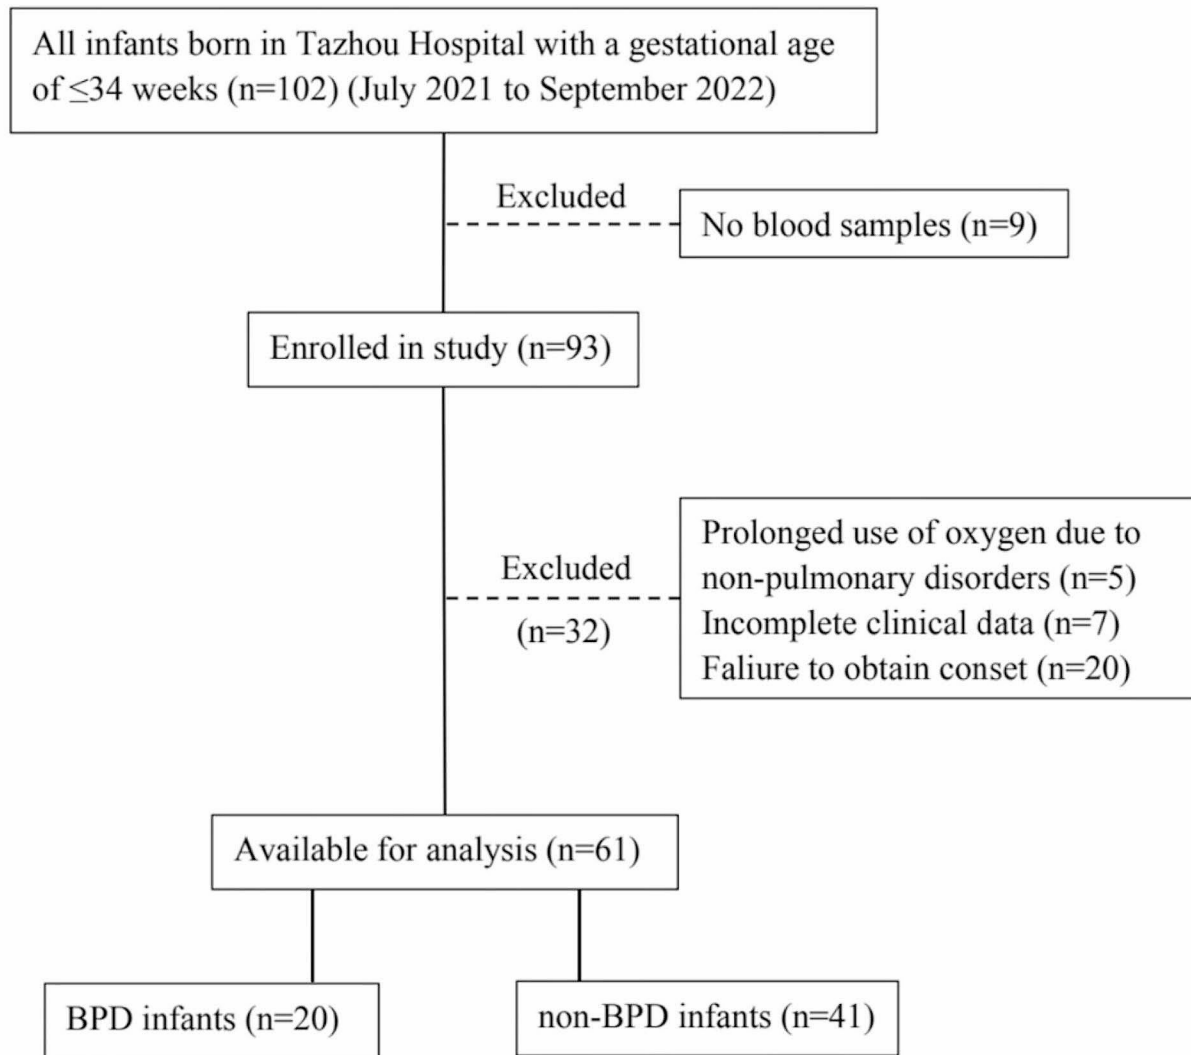 All infants born in Tazhou Hospital with a gestational age
of ≤34 weeks (n=102) (July 2021 to September 2022)
Excluded
No blood samples (n=9)
Enrolled in study (n=93)
Excluded
(n=32)
Prolonged use of oxygen due to
non-pulmonary disorders (n=5)
Incomplete clinical data (n=7)
Faliure to obtain conset (n=20)
Available for analysis (n=61)
BPD infants (n=20)
non-BPD infants (n=41)